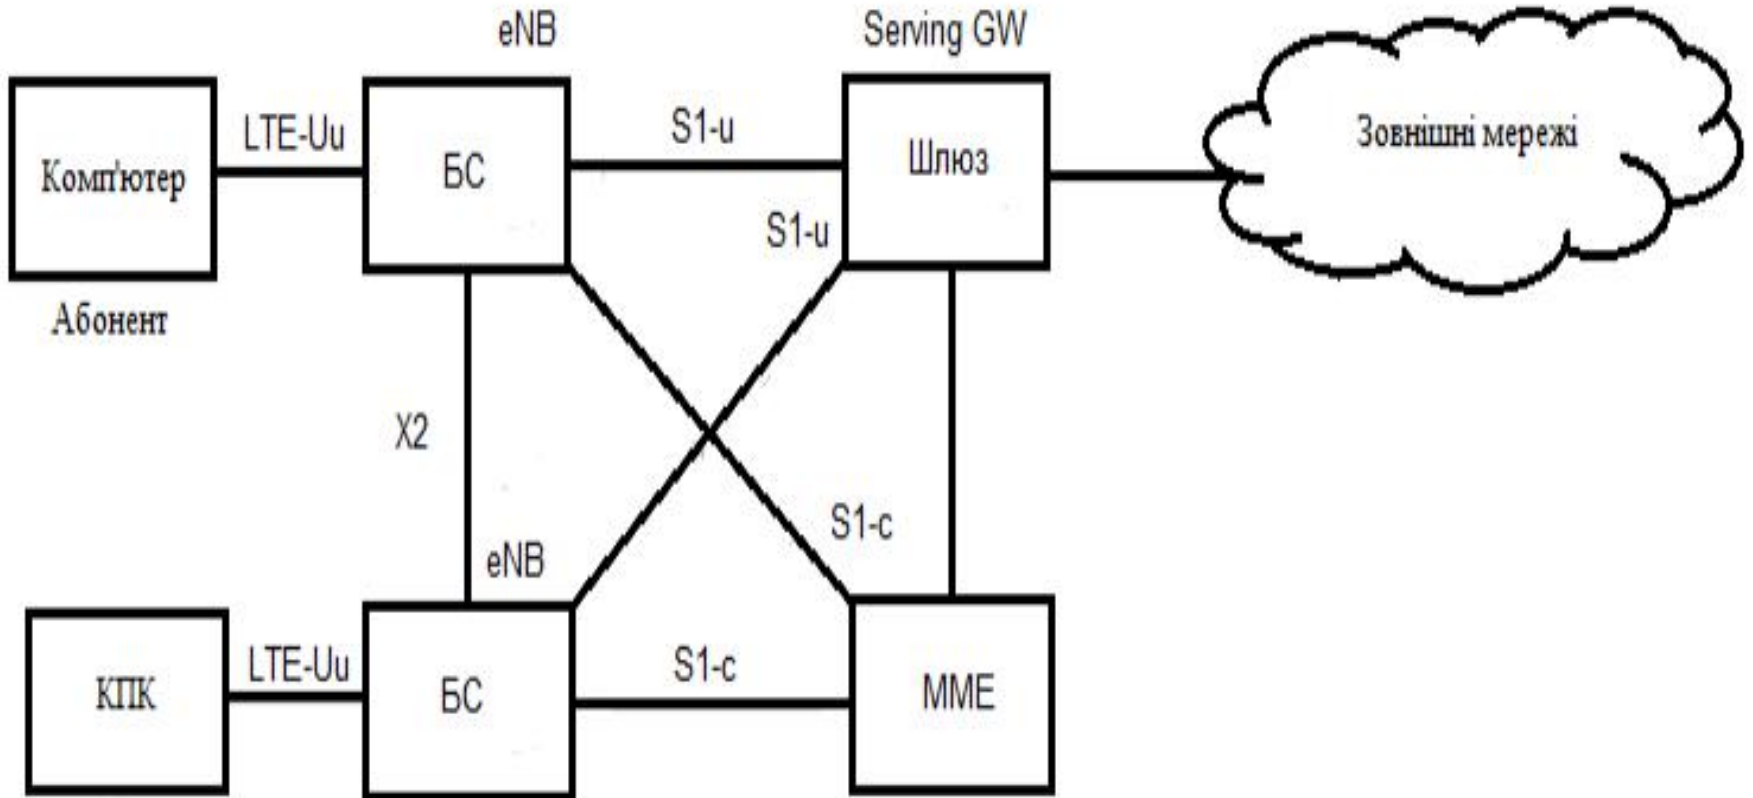 eNB
Serving GW
LTE-Uu
S1-u
Зовнішні мережі
Комп'ютер
БС
Шлюз
S1-u
Абонент
X2
S1-c
eNB
LTE-Uu
S1-c
КПК
БС
MME